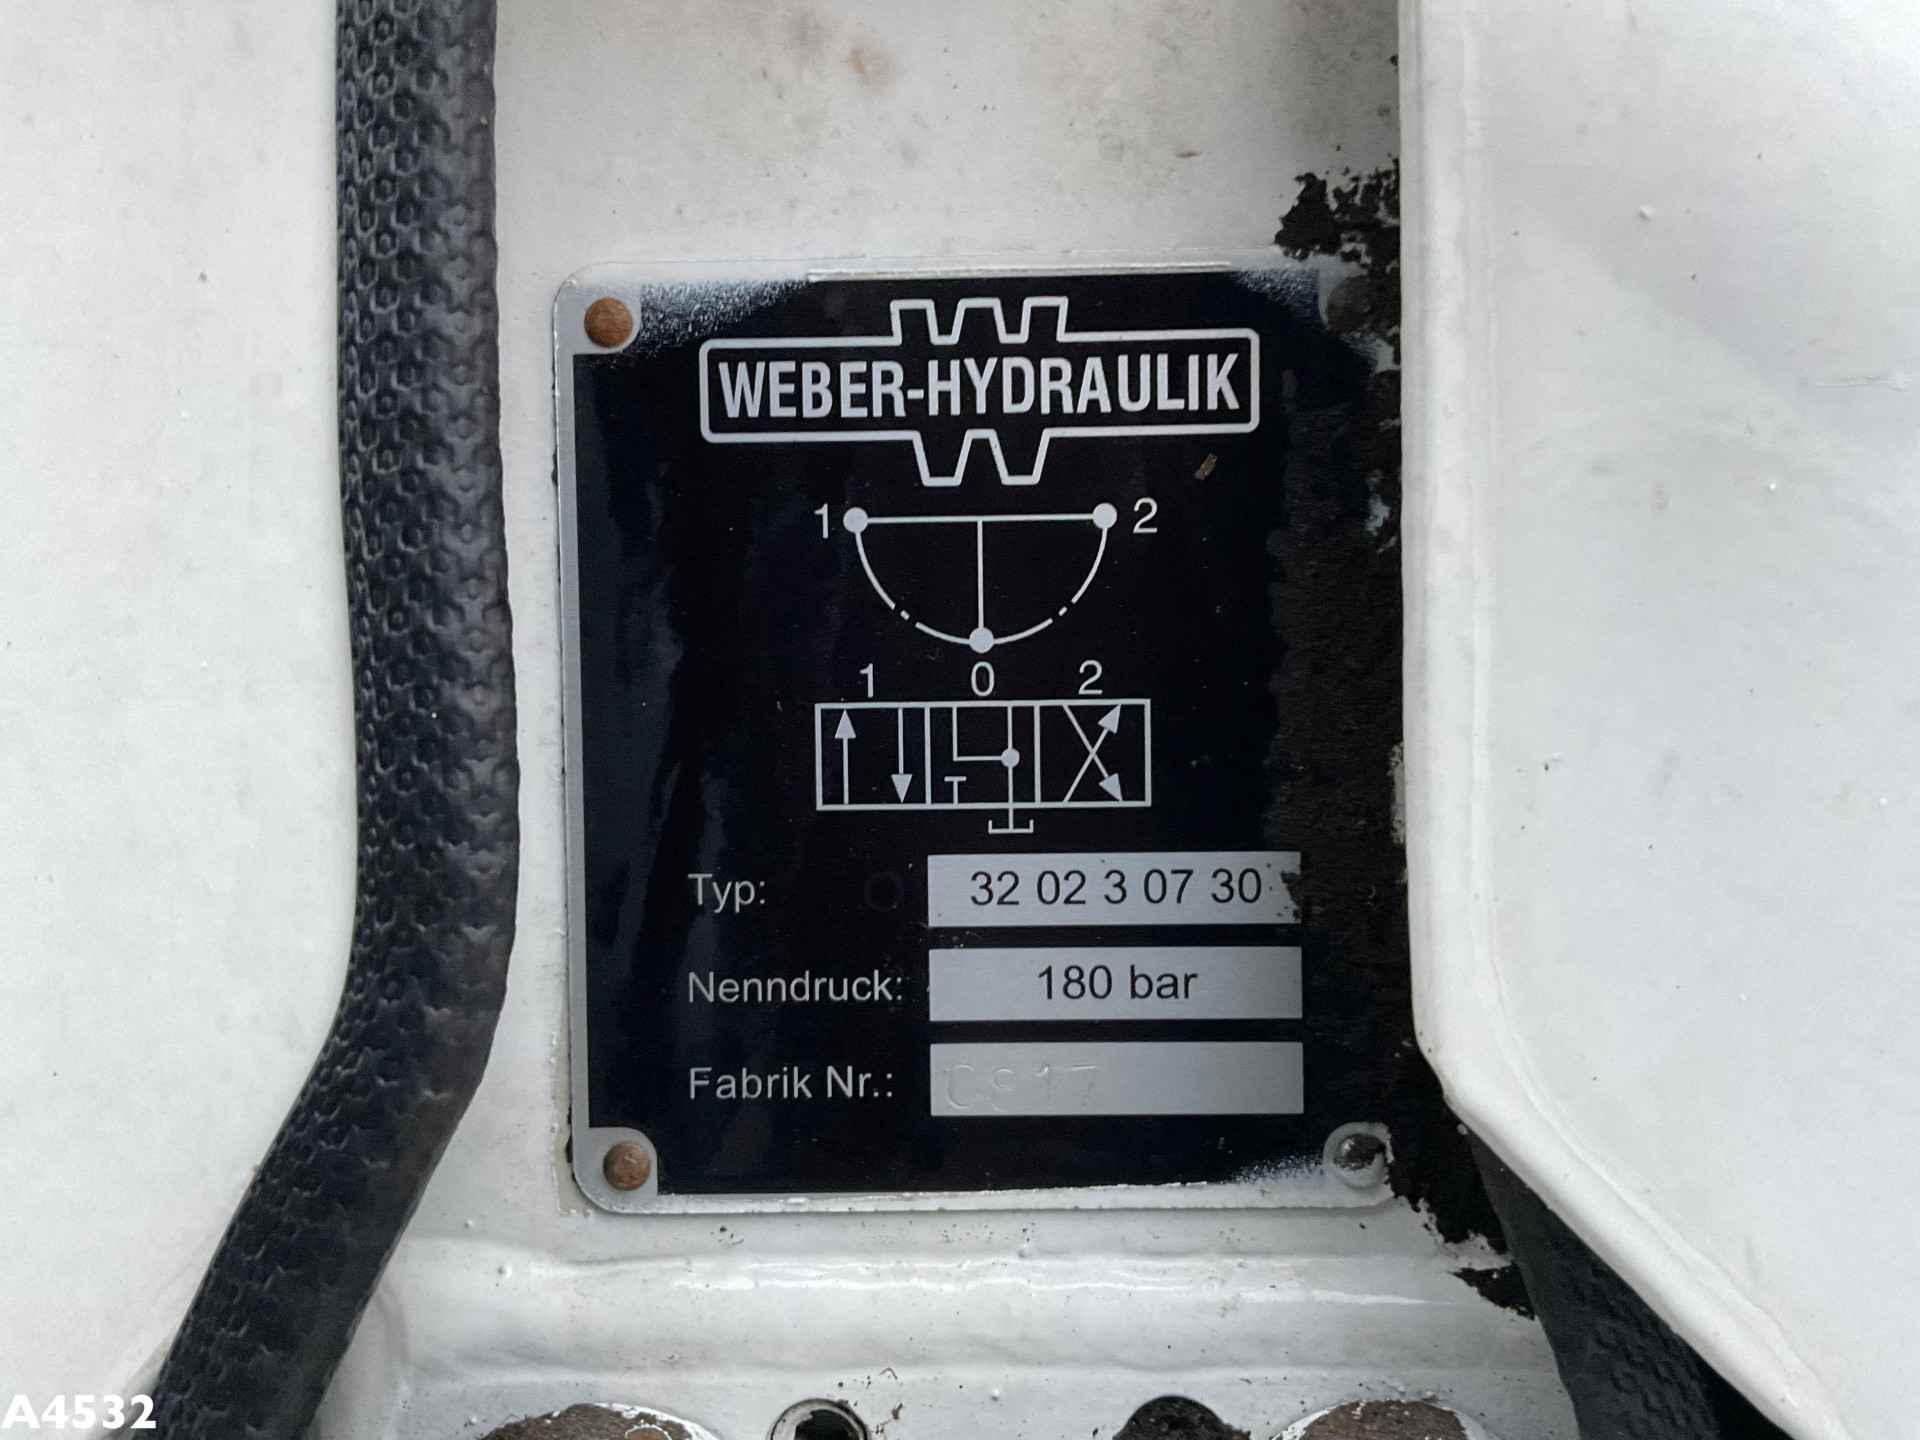 WEBER-HYDRAULIK
1 2
1 0 2
Typ: 32 02 3 07 30
Nenndruck: 180 bar
Fabrik Nr.: C817
A4532